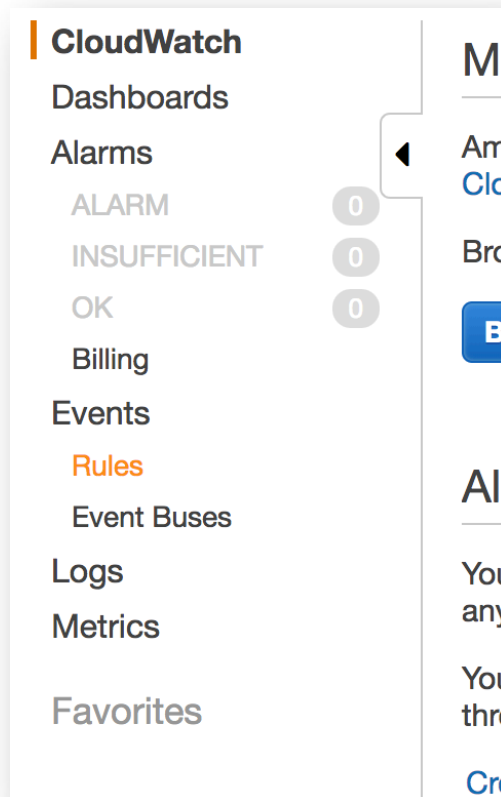 CloudWatch
Dashboards
Alarms
ALARM 0
INSUFFICIENT 0
OK 0
Billing
Events
Rules
Event Buses
Logs
Metrics
Favorites